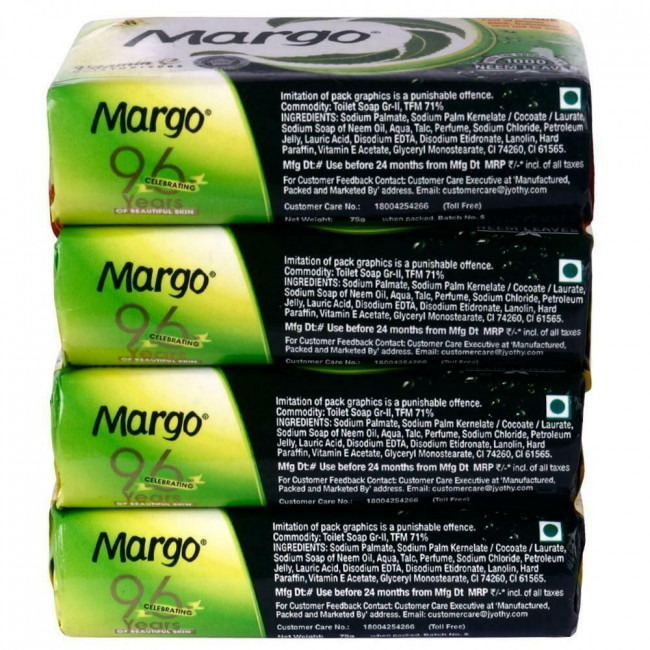 Margo®
1000
NEEM LEAVES
Margo®
96
CELEBRATING
Years
OF BEAUTIFUL SKIN
Imitation of pack graphics is a punishable offence.
Commodity: Toilet Soap Gr-II, TFM 71%
INGREDIENTS: Sodium Palmate, Sodium Palm Kernelate / Cocoate / Laurate,
Sodium Soap of Neem Oil, Aqua, Talc, Perfume, Sodium Chloride, Petroleum
Jelly, Lauric Acid, Disodium EDTA, Disodium Etidronate, Lanolin, Hard
Paraffin, Vitamin E Acetate, Glyceryl Monostearate, CI 74260, CI 61565.
Mfg Dt:# Use before 24 months from Mfg Dt MRP ₹/-* incl. of all taxes
For Customer Feedback Contact: Customer Care Executive at 'Manufactured,
Packed and Marketed By' address. Email: customercare@jyothy.com
Customer Care No.: 18004254266 (Toll Free)
Net Weight: 75g when packed. Batch No. $
NEEM LEAVES
Margo®
96
CELEBRATING
Years
OF BEAUTIFUL SKIN
Imitation of pack graphics is a punishable offence.
Commodity: Toilet Soap Gr-II, TFM 71%
INGREDIENTS: Sodium Palmate, Sodium Palm Kernelate / Cocoate / Laurate,
Sodium Soap of Neem Oil, Aqua, Talc, Perfume, Sodium Chloride, Petroleum
Jelly, Lauric Acid, Disodium EDTA, Disodium Etidronate, Lanolin, Hard
Paraffin, Vitamin E Acetate, Glyceryl Monostearate, CI 74260, CI 61565.
Mfg Dt:# Use before 24 months from Mfg Dt MRP ₹/-* incl. of all taxes
For Customer Feedback Contact: Customer Care Executive at 'Manufactured,
Packed and Marketed By' address. Email: customercare@jyothy.com
Customer Care No.: 18004254266 (Toll Free)
Margo®
96
CELEBRATING
Years
OF BEAUTIFUL SKIN
Imitation of pack graphics is a punishable offence.
Commodity: Toilet Soap Gr-II, TFM 71%
INGREDIENTS: Sodium Palmate, Sodium Palm Kernelate / Cocoate / Laurate,
Sodium Soap of Neem Oil, Aqua, Talc, Perfume, Sodium Chloride, Petroleum
Jelly, Lauric Acid, Disodium EDTA, Disodium Etidronate, Lanolin, Hard
Paraffin, Vitamin E Acetate, Glyceryl Monostearate, CI 74260, CI 61565.
Mfg Dt:# Use before 24 months from Mfg Dt MRP ₹/-* incl. of all taxes
For Customer Feedback Contact: Customer Care Executive at 'Manufactured,
Packed and Marketed By' address. Email: customercare@jyothy.com
Customer Care No.: 18004254266 (Toll Free)
Margo®
96
CELEBRATING
Years
OF BEAUTIFUL SKIN
Imitation of pack graphics is a punishable offence.
Commodity: Toilet Soap Gr-II, TFM 71%
INGREDIENTS: Sodium Palmate, Sodium Palm Kernelate / Cocoate / Laurate,
Sodium Soap of Neem Oil, Aqua, Talc, Perfume, Sodium Chloride, Petroleum
Jelly, Lauric Acid, Disodium EDTA, Disodium Etidronate, Lanolin, Hard
Paraffin, Vitamin E Acetate, Glyceryl Monostearate, CI 74260, CI 61565.
Mfg Dt:# Use before 24 months from Mfg Dt MRP ₹/-* incl. of all taxes
For Customer Feedback Contact: Customer Care Executive at 'Manufactured,
Packed and Marketed By' address. Email: customercare@jyothy.com
Customer Care No.: 18004254266 (Toll Free)
Net Weight: 75g when packed. Batch No. $